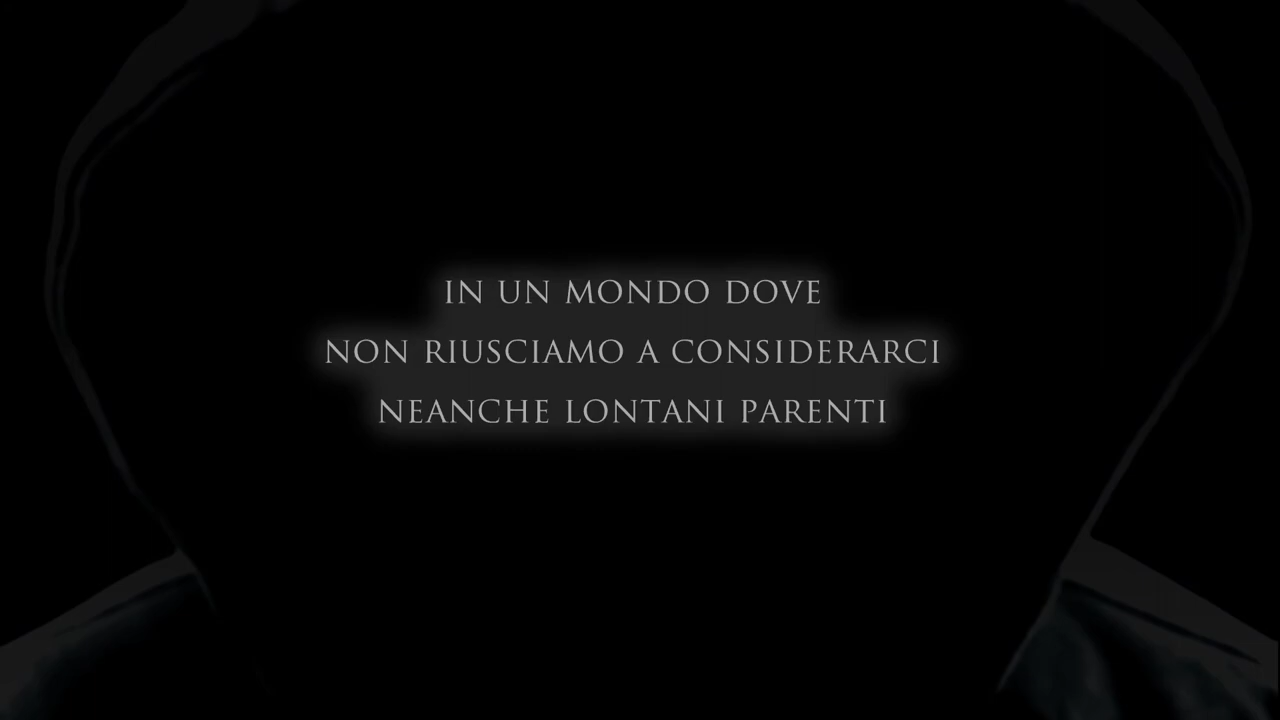 IN UN MONDO DOVE
NON RIUSCIAMO A CONSIDERARCI
NEANCHE LONTANI PARENTI